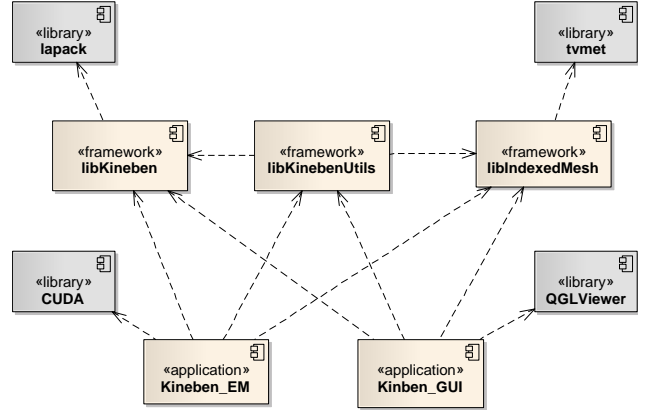 «library»
lapack
«library»
tvmet
«framework»
libKineben
«framework»
libKinebenUtils
«framework»
libIndexedMesh
«library»
CUDA
«library»
QGLViewer
«application»
Kineben_EM
«application»
Kinben_GUI